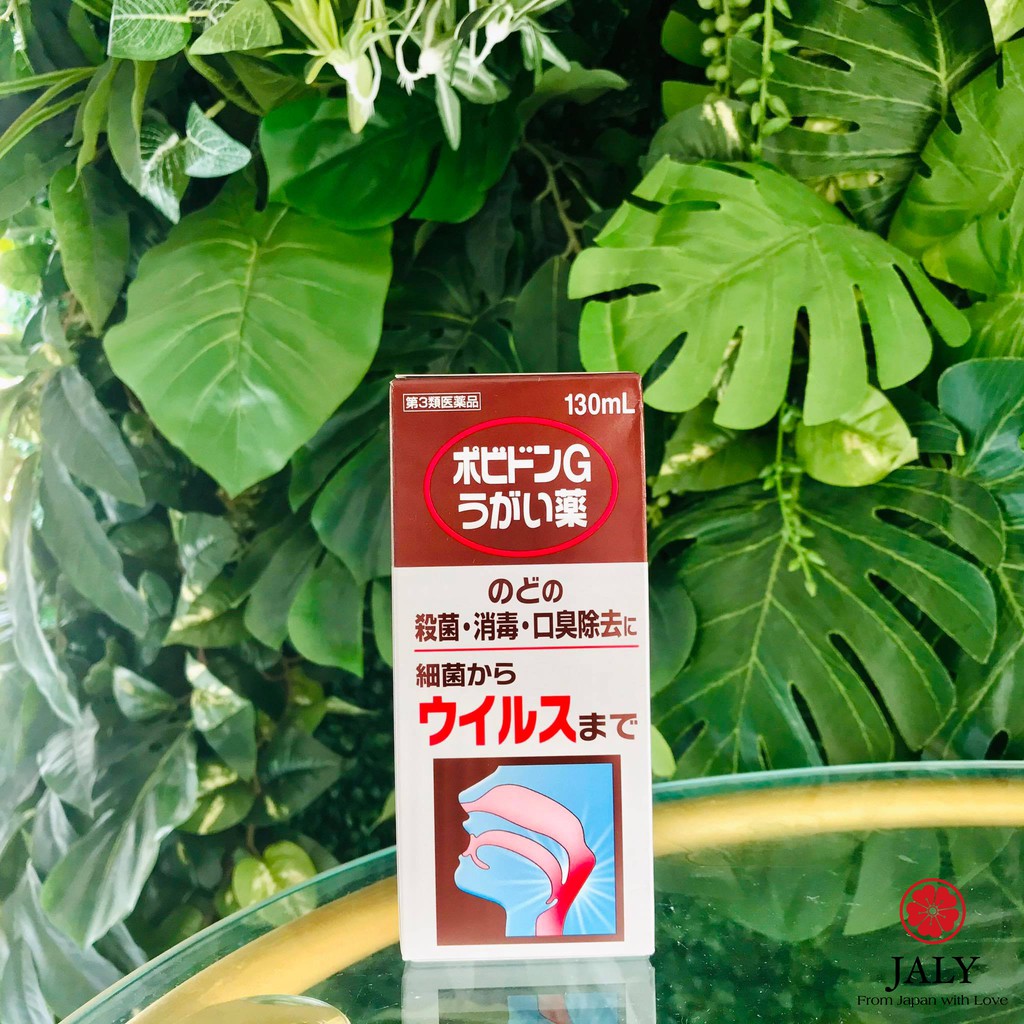 第3類医薬品
130mL
ポビドンG
うがい薬
のどの
殺菌・消毒・口臭除去に
細菌から
ウイルスまで
JALY
From Japan with Love